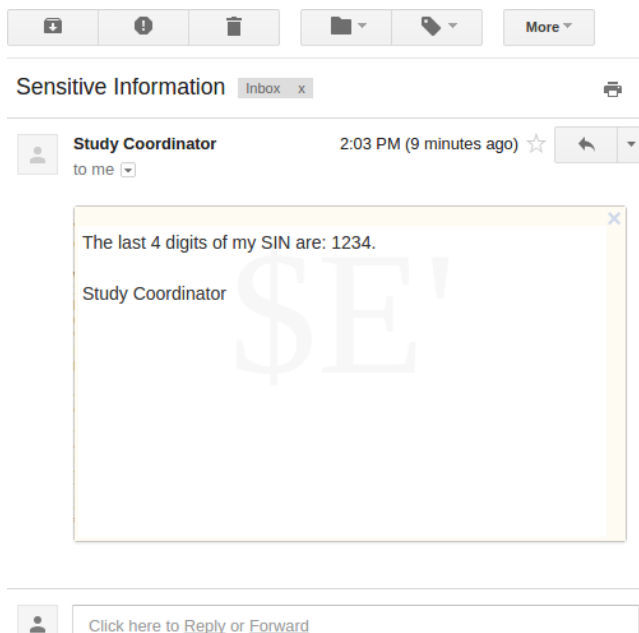 More
Sensitive Information Inbox x
Study Coordinator 2:03 PM (9 minutes ago)
to me
The last 4 digits of my SIN are: 1234.
Study Coordinator
$E'
Click here to Reply or Forward